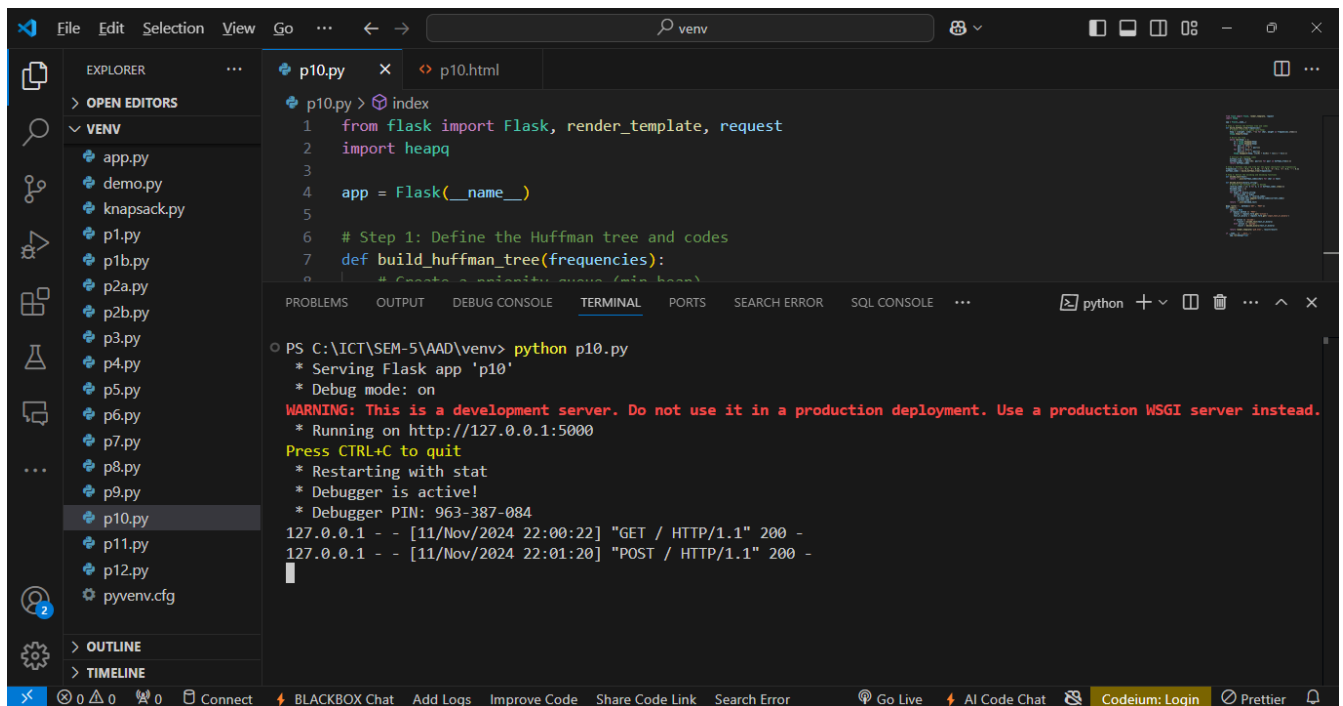 File Edit Selection View Go ··· ← → venv
EXPLORER ···
OPEN EDITORS
VENV
app.py
demo.py
knapsack.py
p1.py
p1b.py
p2a.py
p2b.py
p3.py
p4.py
p5.py
p6.py
p7.py
p8.py
p9.py
p10.py
p11.py
p12.py
pyvenv.cfg
OUTLINE
TIMELINE
p10.py × p10.html
p10.py > index
1 from flask import Flask, render_template, request
2 import heapq
3
4 app = Flask(__name__)
5
6 # Step 1: Define the Huffman tree and codes
7 def build_huffman_tree(frequencies):
8 # Create a priority queue (min heap)
PROBLEMS OUTPUT DEBUG CONSOLE TERMINAL PORTS SEARCH ERROR SQL CONSOLE ··· python
PS C:\ICT\SEM-5\AAD\venv> python p10.py
* Serving Flask app 'p10'
* Debug mode: on
WARNING: This is a development server. Do not use it in a production deployment. Use a production WSGI server instead.
* Running on http://127.0.0.1:5000
Press CTRL+C to quit
* Restarting with stat
* Debugger is active!
* Debugger PIN: 963-387-084
127.0.0.1 - - [11/Nov/2024 22:00:22] "GET / HTTP/1.1" 200 -
127.0.0.1 - - [11/Nov/2024 22:01:20] "POST / HTTP/1.1" 200 -
2
0 0 0 Connect BLACKBOX Chat Add Logs Improve Code Share Code Link Search Error Go Live AI Code Chat Codeium: Login Prettier